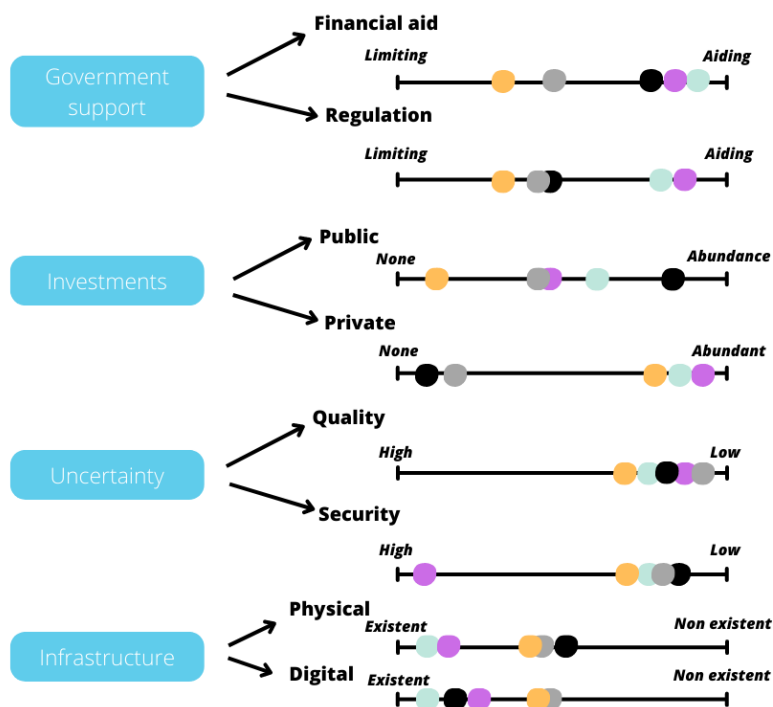 Financial aid
Limiting
Aiding
Government
support
Regulation
Limiting
Aiding
Public
None
Abundance
Investments
Private
None
Abundant
Quality
High
Low
Uncertainty
Security
High
Low
Physical
Existent
Non existent
Infrastructure
Digital
Existent
Non existent